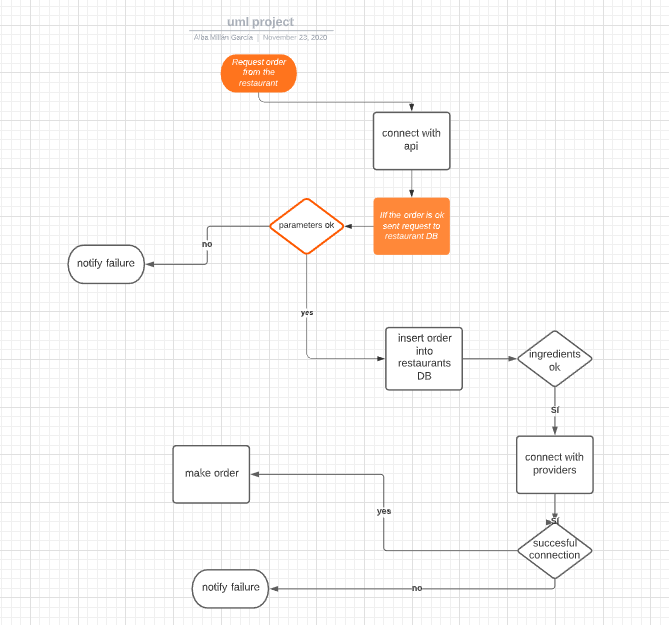 uml project
Alba Millán García | November 23, 2020
Request order
from the
restaurant
connect with
api
IIf the order is ok
sent request to
restaurant DB
parameters ok
no
notify failure
yes
insert order
into
restaurants
DB
ingredients
ok
Sí
connect with
providers
make order
Sí
yes
succesful
connection
notify failure
no